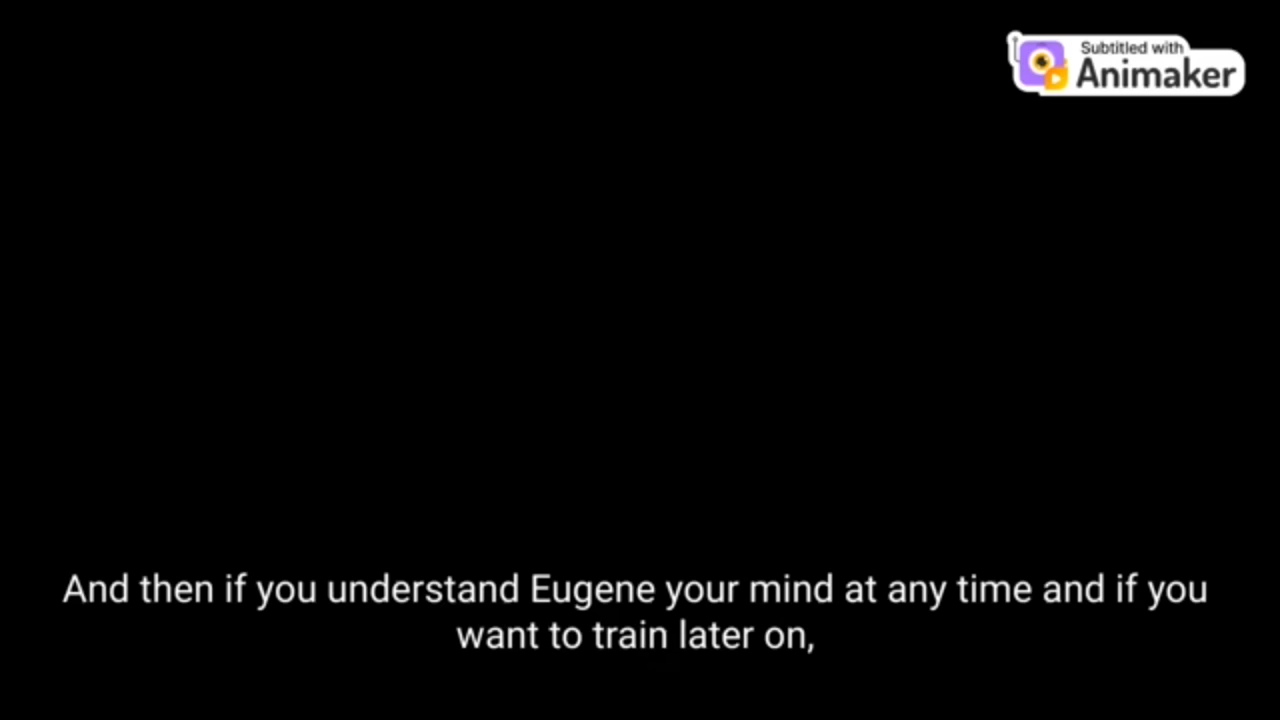 Subtitled with
Animaker
And then if you understand Eugene your mind at any time and if you
want to train later on,